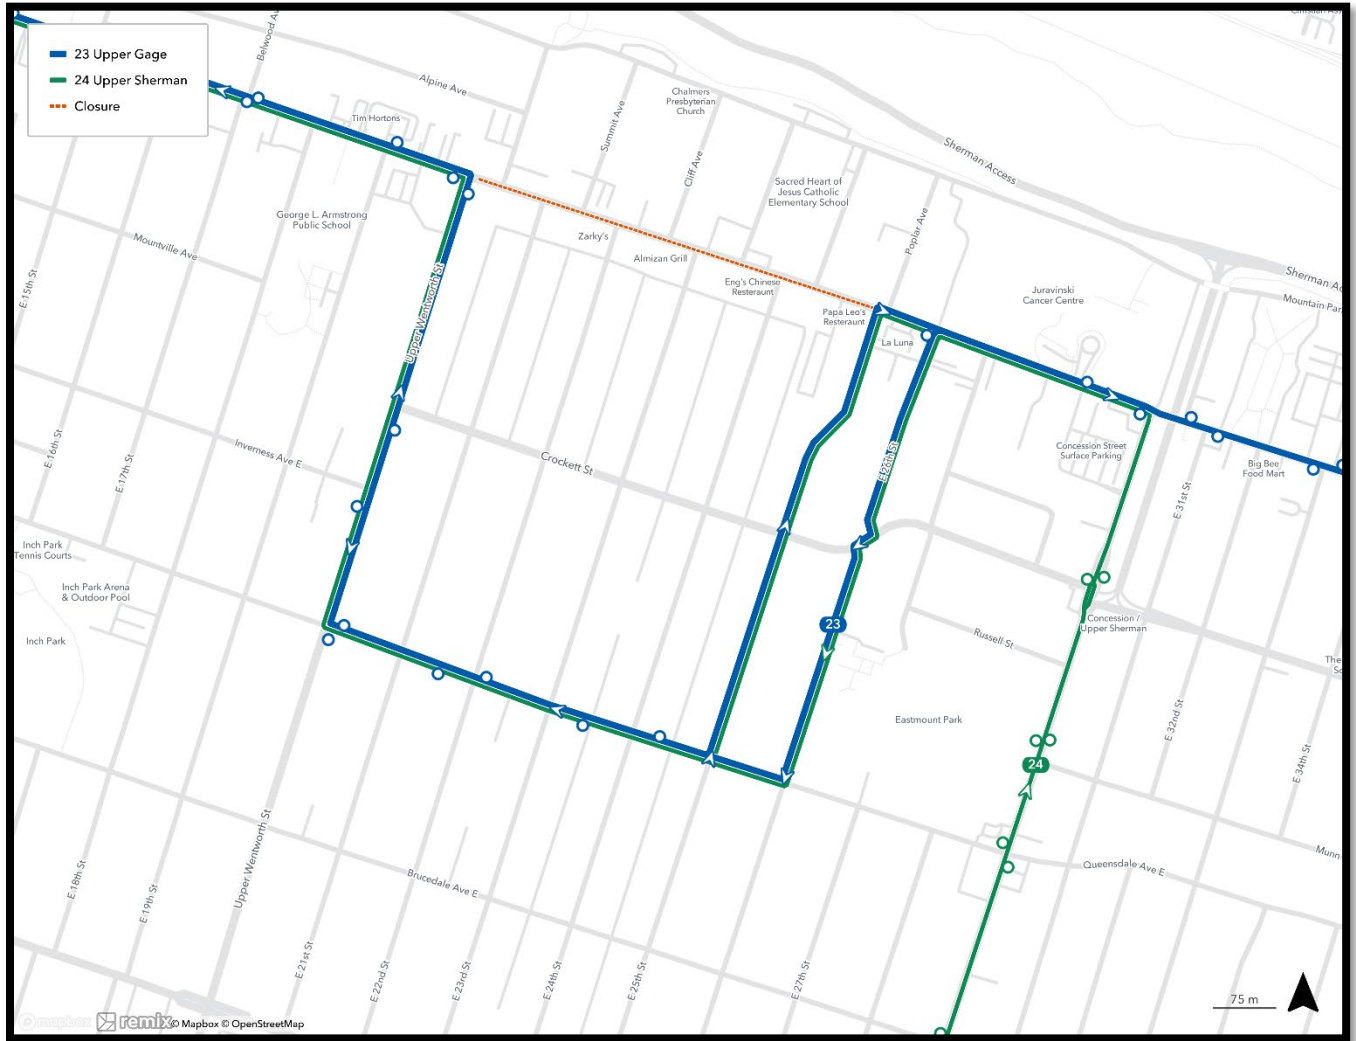 23 Upper Gage
24 Upper Sherman
Closure
Belwood Av
Alpine Ave
Tim Hortons
Summit Ave
Chalmers
Presbyterian
Church
Cliff Ave
Sherman Access
Sacred Heart of
Jesus Catholic
Elementary School
George L. Armstrong
Public School
Mountville Ave
Zarky's
Almizan Grill
Eng's Chinese
Resteraunt
Poplar Ave
Papa Leo's
Resteraunt
La Luna
Juravinski
Cancer Centre
Sherman Ac
Mountain Par
E 15th St
Upper Wentworth St
E 16th St
E 17th St
Inverness Ave E
Crockett St
E 26th St
Concession Street
Surface Parking
Big Bee
Food Mart
E 31st St
Inch Park
Tennis Courts
Inch Park Arena
& Outdoor Pool
Inch Park
23
Concession /
Upper Sherman
Russell St
The
Sc
Eastmount Park
E 32nd St
24
E 34th St
Upper Wentworth St
Munn
Queensdale Ave E
Brucedale Ave E
E 18th St
E 19th St
E 21st St
E 22nd St
E 23rd St
E 24th St
E 25th St
E 27th St
75 m
mapbox remix © Mapbox © OpenStreetMap